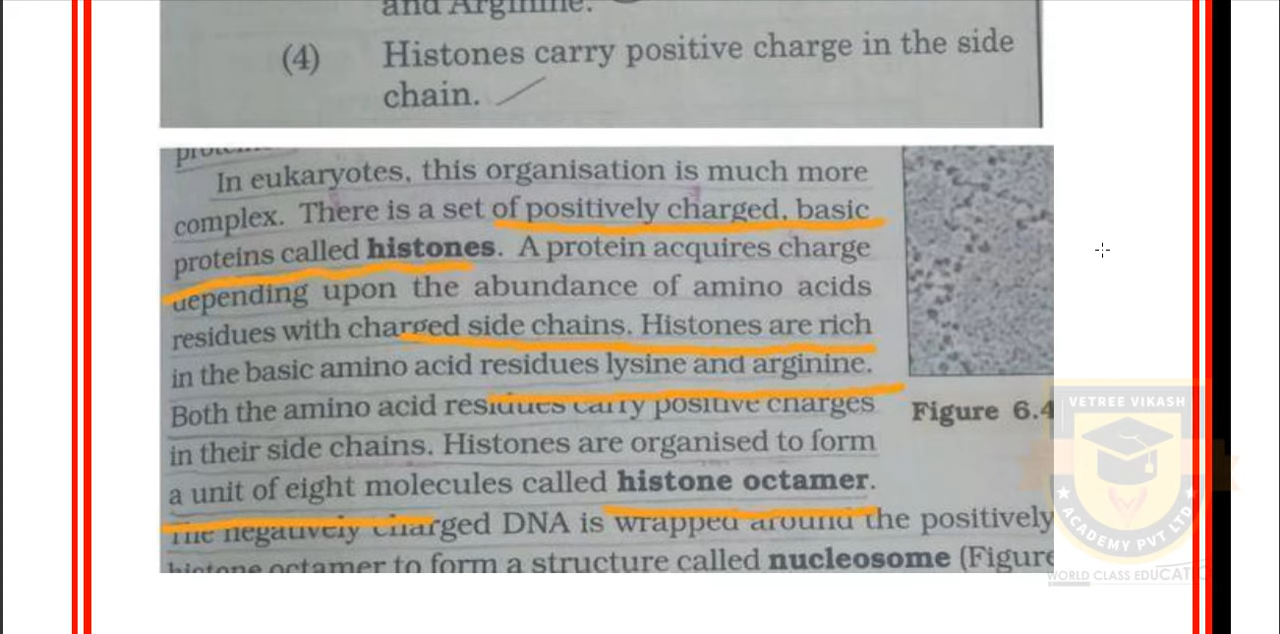 and Arginine.
(4) Histones carry positive charge in the side
chain.
In eukaryotes, this organisation is much more
complex. There is a set of positively charged, basic
proteins called histones. A protein acquires charge
depending upon the abundance of amino acids
residues with charged side chains. Histones are rich
in the basic amino acid residues lysine and arginine.
Both the amino acid residues carry positive charges
in their side chains. Histones are organised to form
a unit of eight molecules called histone octamer.
The negatively charged DNA is wrapped around the positively
histone octamer to form a structure called nucleosome (Figure
Figure 6.4
VETREE VIKASH
ACADEMY PVT LTD
WORLD CLASS EDUCATI